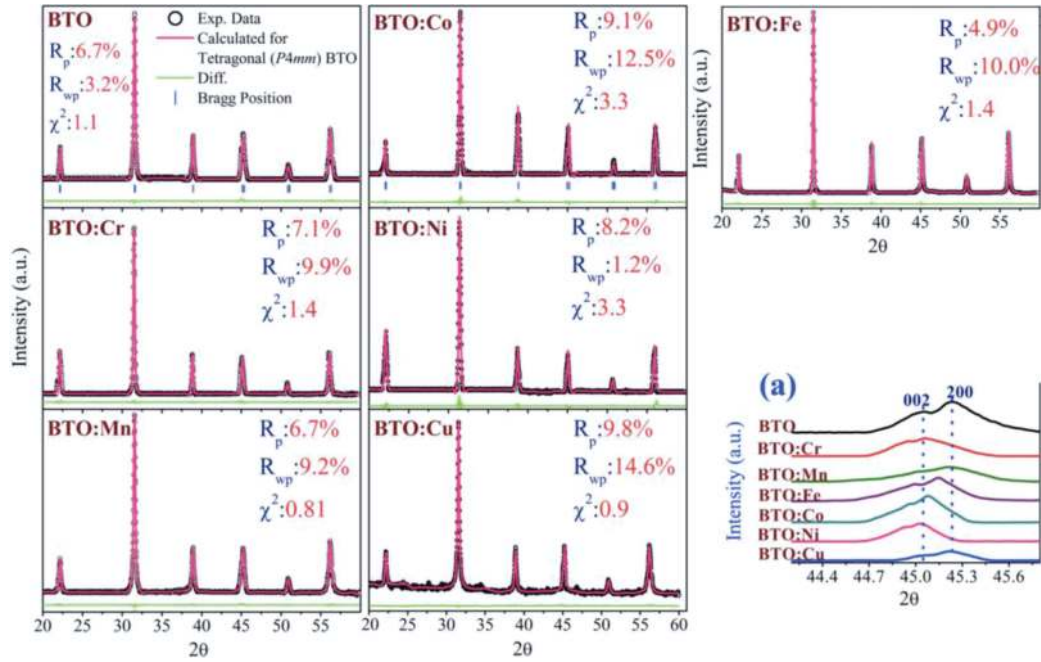 BTO
Exp. Data
Calculated for
Tetragonal (P4mm) BTO
Diff.
Bragg Position
Rp:6.7%
Rwp:3.2%
χ²:1.1
BTO:Co
Rp:9.1%
Rwp:12.5%
χ²:3.3
BTO:Fe
Rp:4.9%
Rwp:10.0%
χ²:1.4
Intensity (a.u.)
20 25 30 35 40 45 50 55
2θ
BTO:Cr
Rp:7.1%
Rwp:9.9%
χ²:1.4
BTO:Ni
Rp:8.2%
Rwp:1.2%
χ²:3.3
Intensity (a.u.)
BTO:Mn
Rp:6.7%
Rwp:9.2%
χ²:0.81
20 25 30 35 40 45 50 55
2θ
BTO:Cu
Rp:9.8%
Rwp:14.6%
χ²:0.9
20 25 30 35 40 45 50 55 60
2θ
(a)
002 200
BTO
BTO:Cr
BTO:Mn
BTO:Fe
BTO:Co
BTO:Ni
BTO:Cu
Intensity (a.u.)
44.4 44.7 45.0 45.3 45.6
2θ